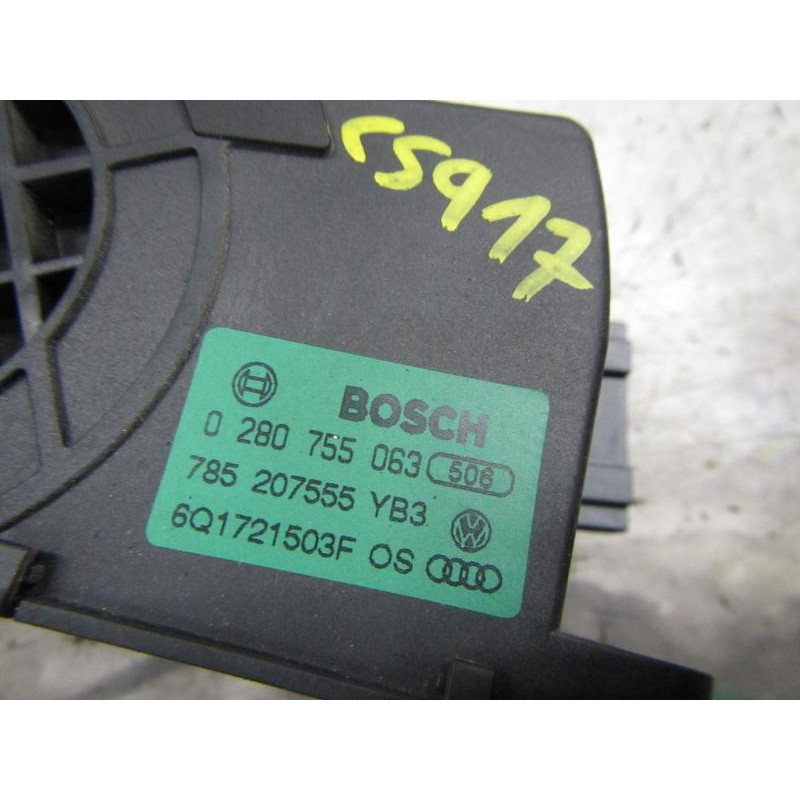 CS917
BOSCH
0 280 755 063 506
785 207555 YB3
6Q1721503F OS